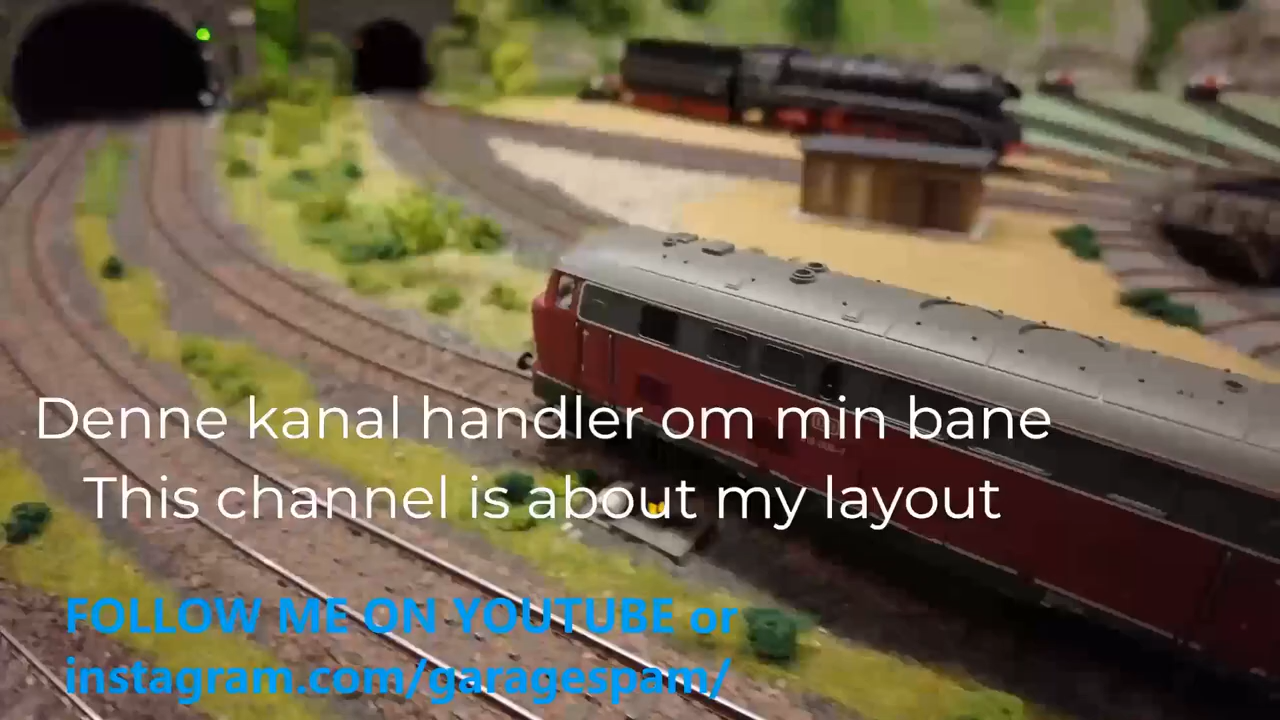 Denne kanal handler om min bane
This channel is about my layout
FOLLOW ME ON YOUTUBE or
instagram.com/garagespam/